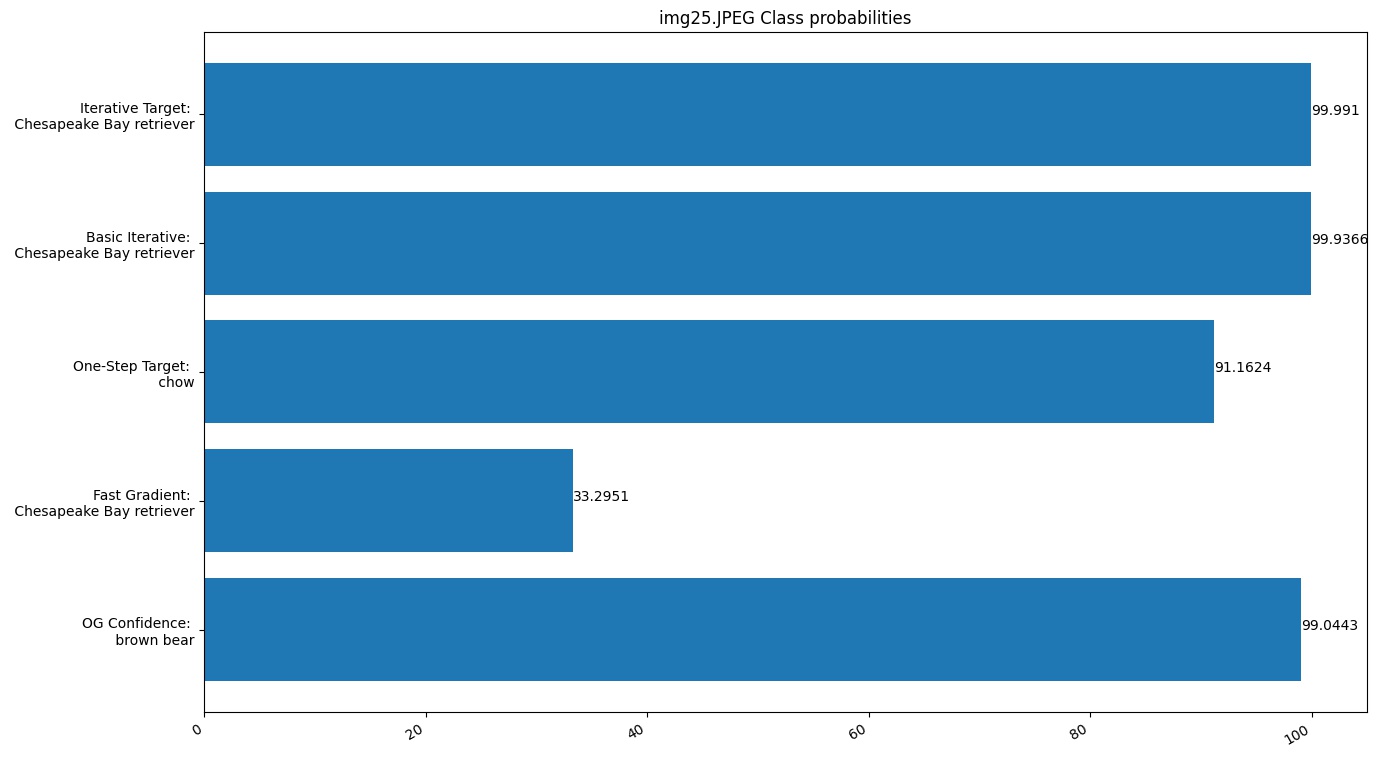 img25.JPEG Class probabilities
Iterative Target:
Chesapeake Bay retriever
99.991
Basic Iterative:
Chesapeake Bay retriever
99.9366
One-Step Target:
chow
91.1624
Fast Gradient:
Chesapeake Bay retriever
33.2951
OG Confidence:
brown bear
99.0443
0 20 40 60 80 100